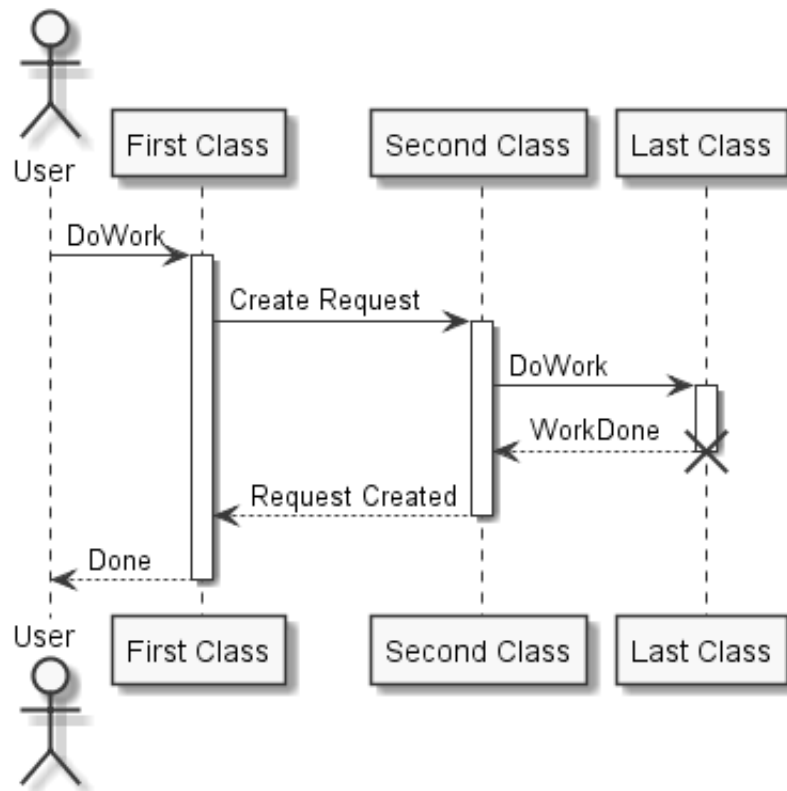 User
First Class
Second Class
Last Class
DoWork
Create Request
DoWork
WorkDone
Request Created
Done
User
First Class
Second Class
Last Class